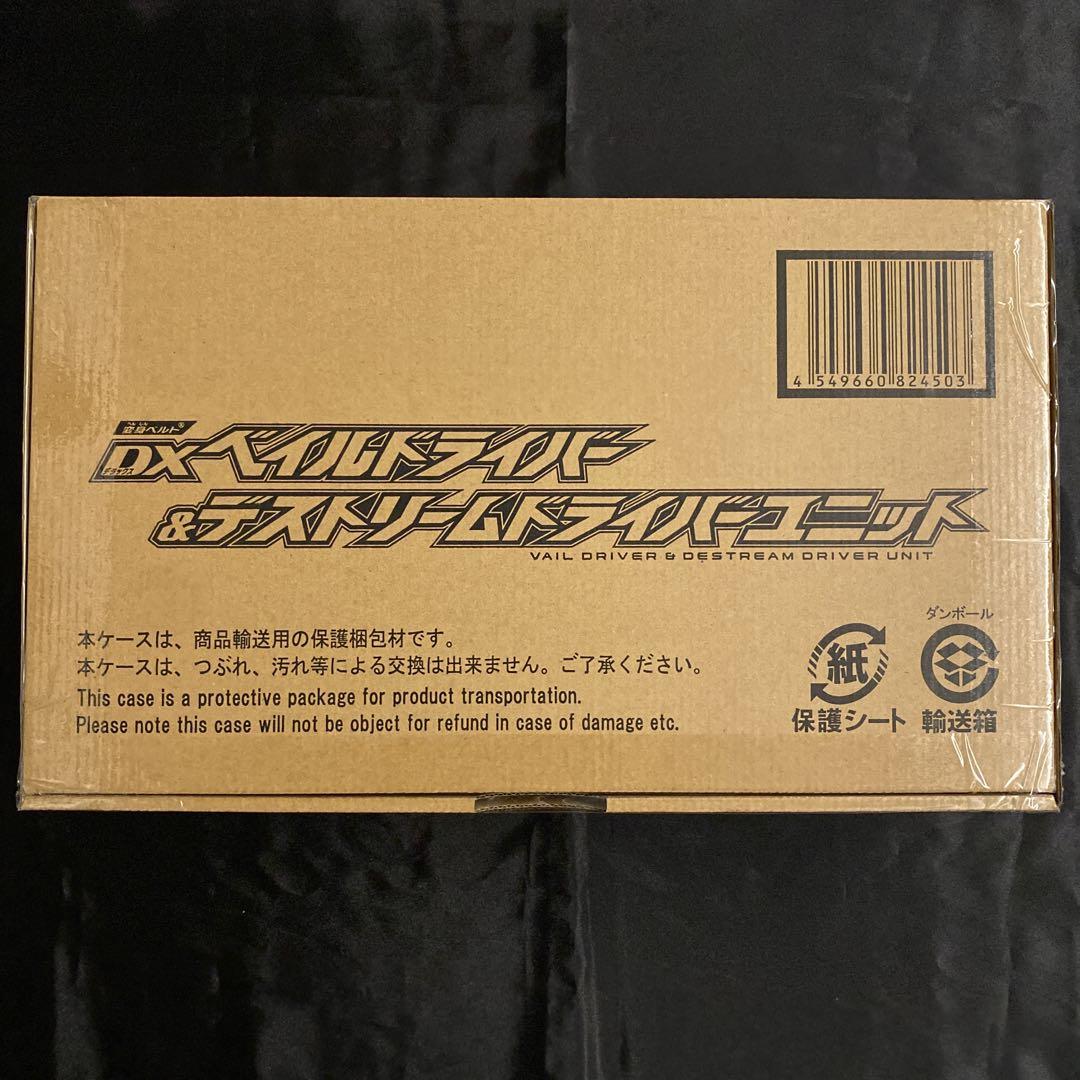 4 549660 824503
へんしん
変身ベルト®
DXベイルドライバー
デラックス
&デストリームドライバーユニット
VAIL DRIVER & DESTREAM DRIVER UNIT
本ケースは、商品輸送用の保護梱包材です。
本ケースは、つぶれ、汚れ等による交換は出来ません。ご了承ください。
This case is a protective package for product transportation.
Please note this case will not be object for refund in case of damage etc.
紙
保護シート
ダンボール
輸送箱